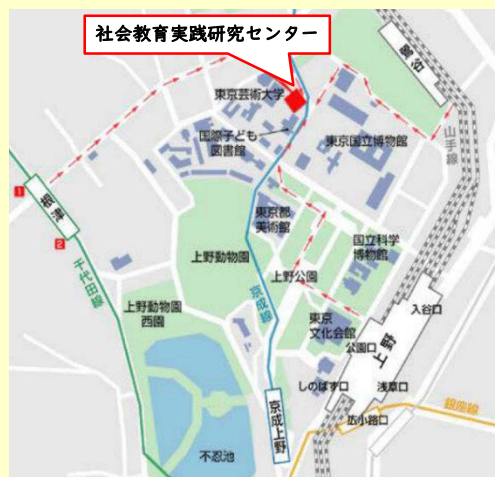 社会教育実践研究センター
鶯谷
東京芸術大学
国際子ども
図書館
東京国立博物館
山手線
1
根津
2
東京都
美術館
国立科学
博物館
上野動物園
上野公園
千代田線
京成線
上野動物園
西園
東京
文化会館
入谷口
公園口
上野
しのばず口
浅草口
京成上野
広小路口
銀座線
不忍池